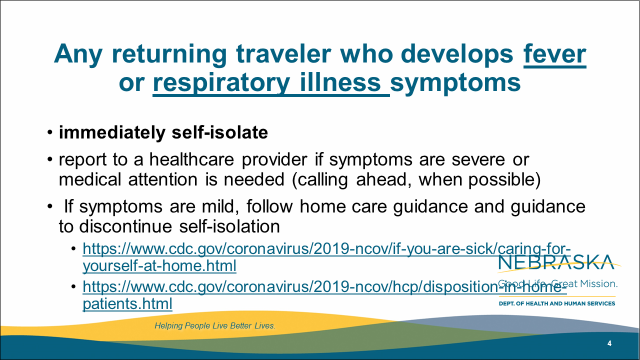 Any returning traveler who develops fever
or respiratory illness symptoms
• immediately self-isolate
• report to a healthcare provider if symptoms are severe or
medical attention is needed (calling ahead, when possible)
• If symptoms are mild, follow home care guidance and guidance
to discontinue self-isolation
• https://www.cdc.gov/coronavirus/2019-ncov/if-you-are-sick/caring-for-
yourself-at-home.html
• https://www.cdc.gov/coronavirus/2019-ncov/hcp/disposition-in-home-
patients.html
NEBRASKA
Good Life. Great Mission.
DEPT. OF HEALTH AND HUMAN SERVICES
Helping People Live Better Lives.
4